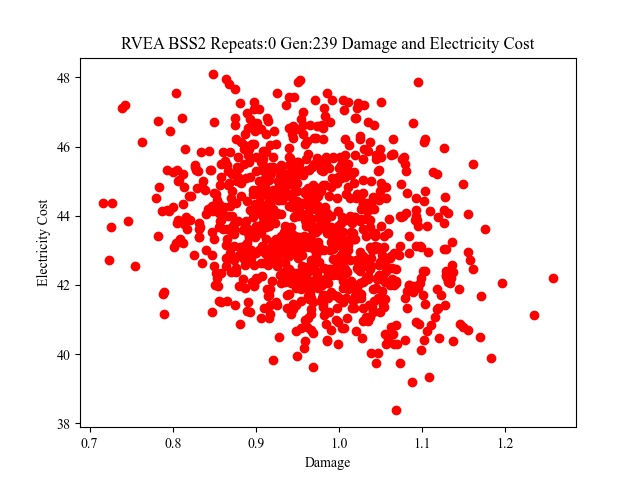 RVEA BSS2 Repeats:0 Gen:239 Damage and Electricity Cost
48
46
44
42
40
38
Electricity Cost
0.7 0.8 0.9 1.0 1.1 1.2
Damage